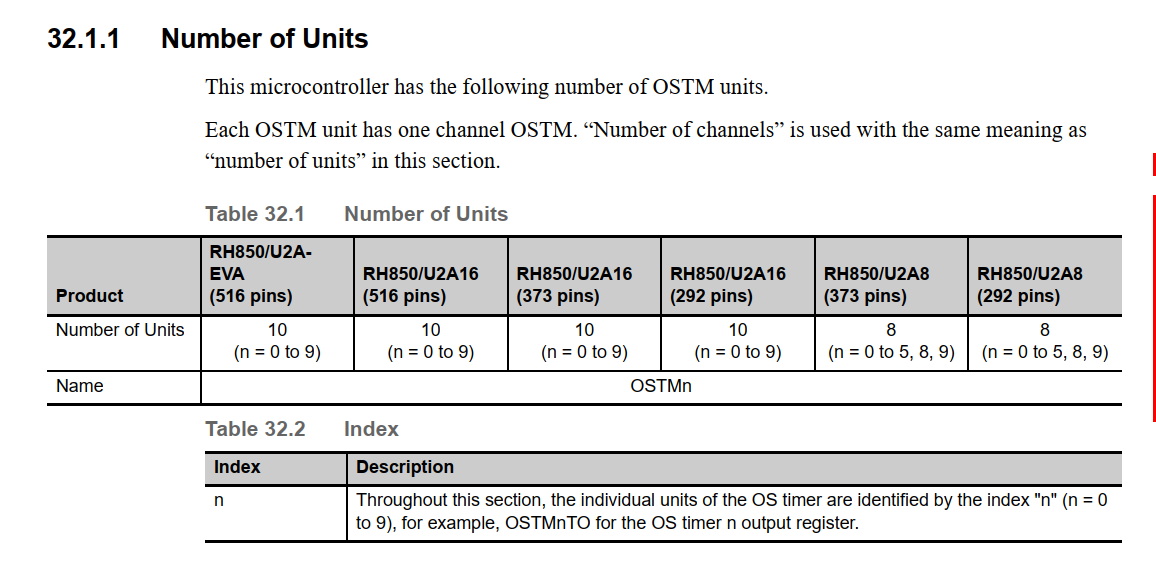 32.1.1 Number of Units
This microcontroller has the following number of OSTM units.
Each OSTM unit has one channel OSTM. “Number of channels” is used with the same meaning as
“number of units” in this section.
Table 32.1 Number of Units
Product RH850/U2A-EVA (516 pins) RH850/U2A16 (516 pins) RH850/U2A16 (373 pins) RH850/U2A16 (292 pins) RH850/U2A8 (373 pins) RH850/U2A8 (292 pins)
Number of Units 10 10 10 10 8 8
(n = 0 to 9) (n = 0 to 9) (n = 0 to 9) (n = 0 to 9) (n = 0 to 5, 8, 9) (n = 0 to 5, 8, 9)
Name OSTMn
Table 32.2 Index
Index Description
n Throughout this section, the individual units of the OS timer are identified by the index "n" (n = 0
to 9), for example, OSTMnTO for the OS timer n output register.